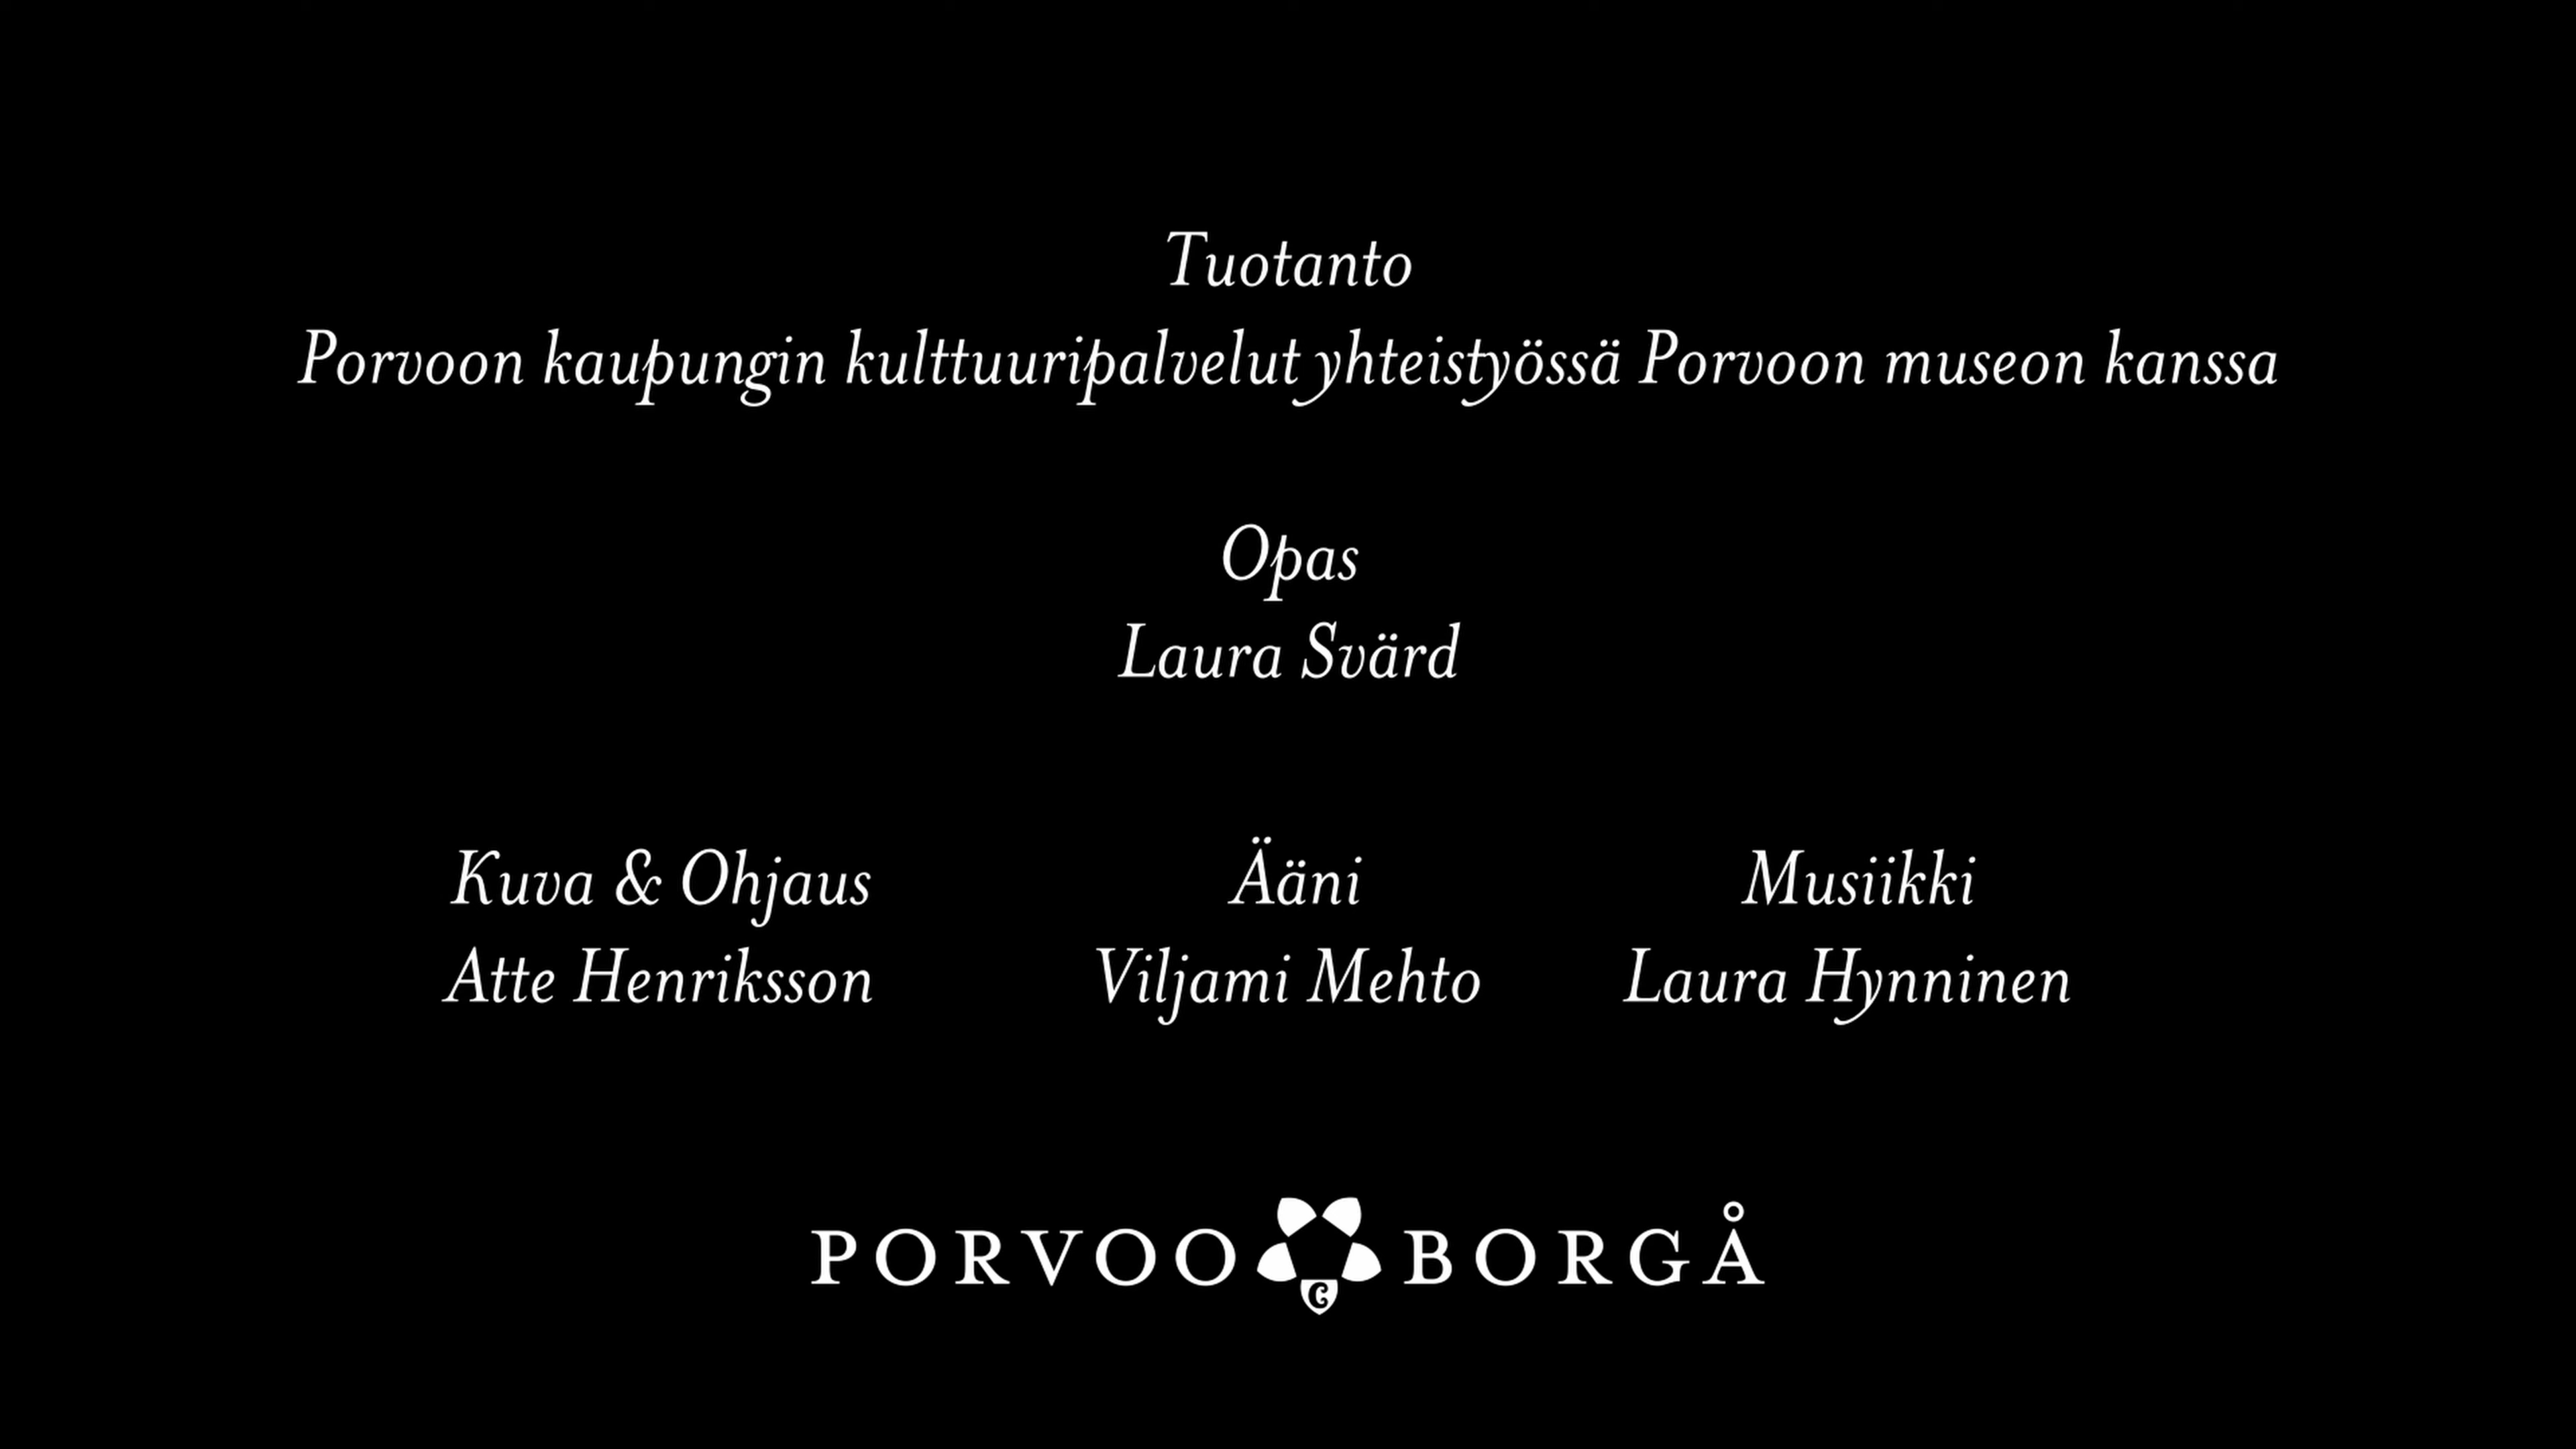 Tuotanto
Porvoon kaupungin kulttuuripalvelut yhteistyössä Porvoon museon kanssa
Opas
Laura Svärd
Kuva & Ohjaus
Atte Henriksson
Ääni
Viljami Mehto
Musiikki
Laura Hynninen
PORVOO C BORGÅ